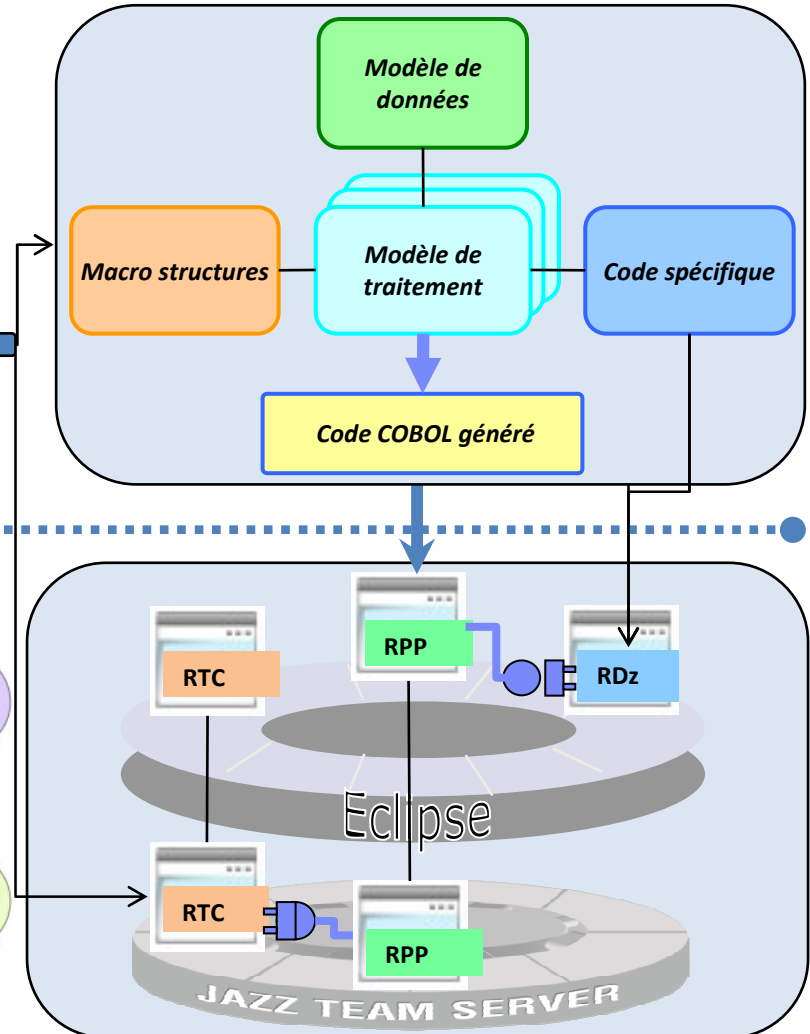 Modèle de
données
Macro structures
Modèle de
traitement
Code spécifique
Code COBOL généré
RPP
RTC
RDz
Eclipse
RTC
RPP
JAZZ TEAM SERVER